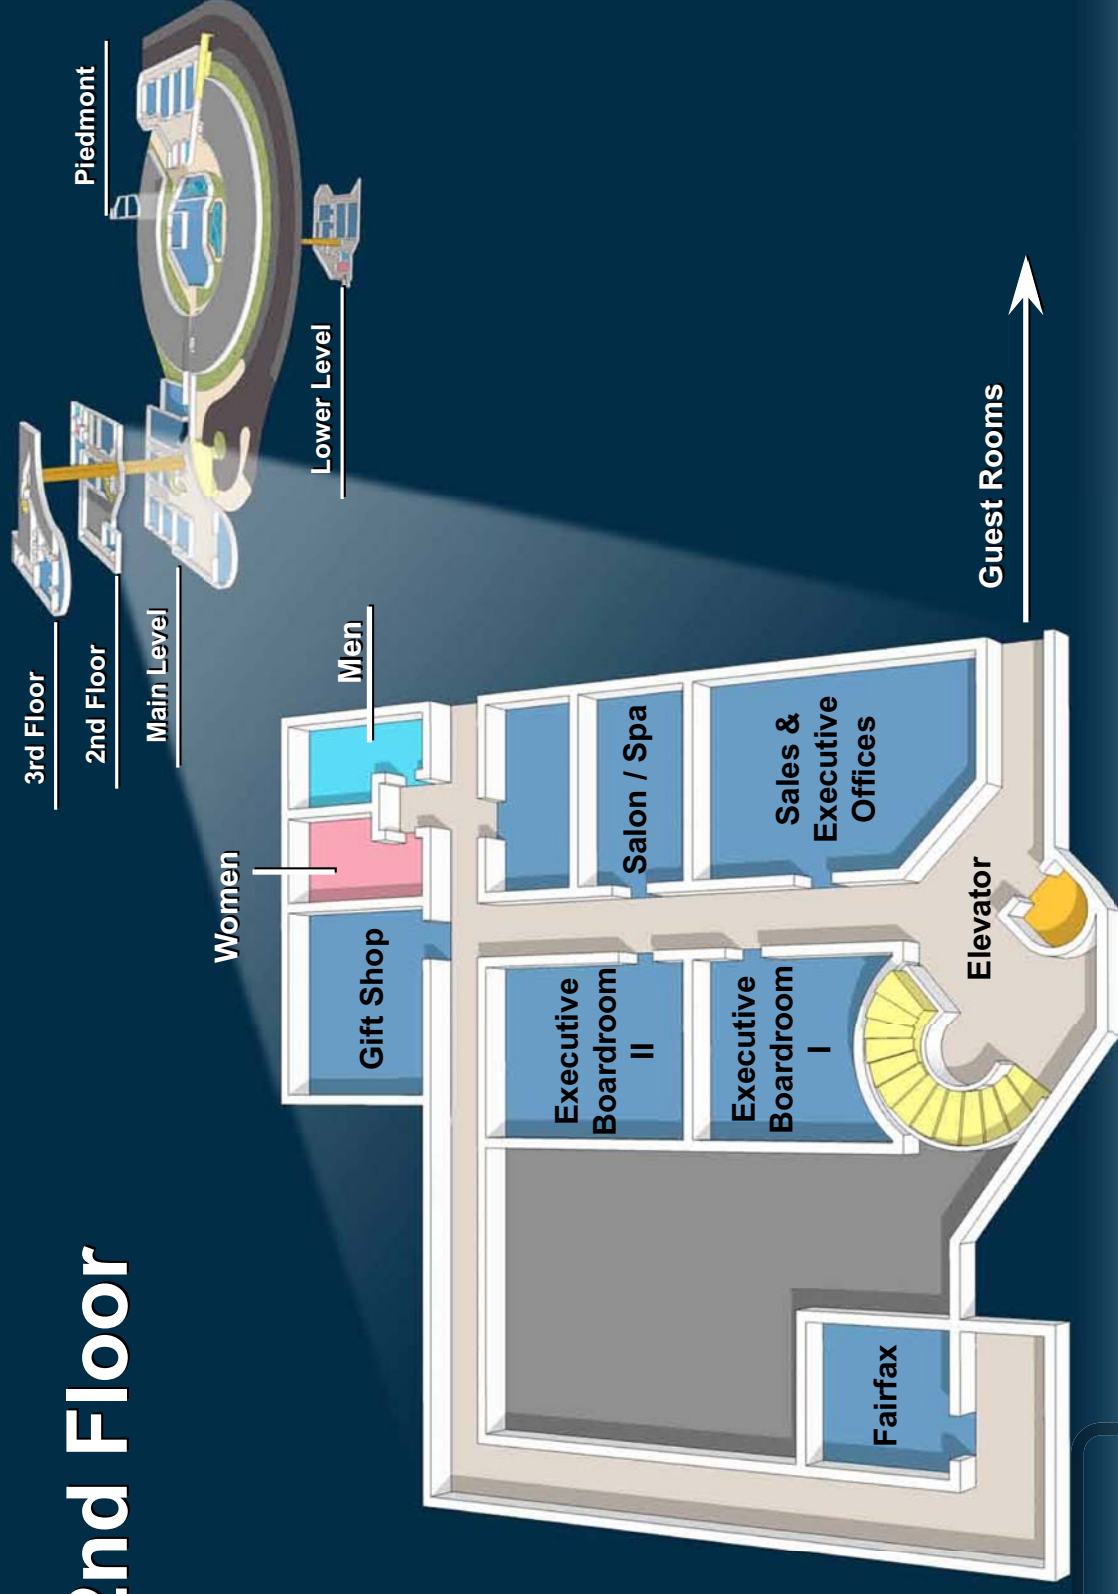 2nd Floor
3rd Floor
2nd Floor
Main Level
Lower Level
Piedmont
Women
Men
Gift Shop
Executive
Boardroom
II
Executive
Boardroom
I
Salon / Spa
Sales &
Executive
Offices
Elevator
Fairfax
Guest Rooms